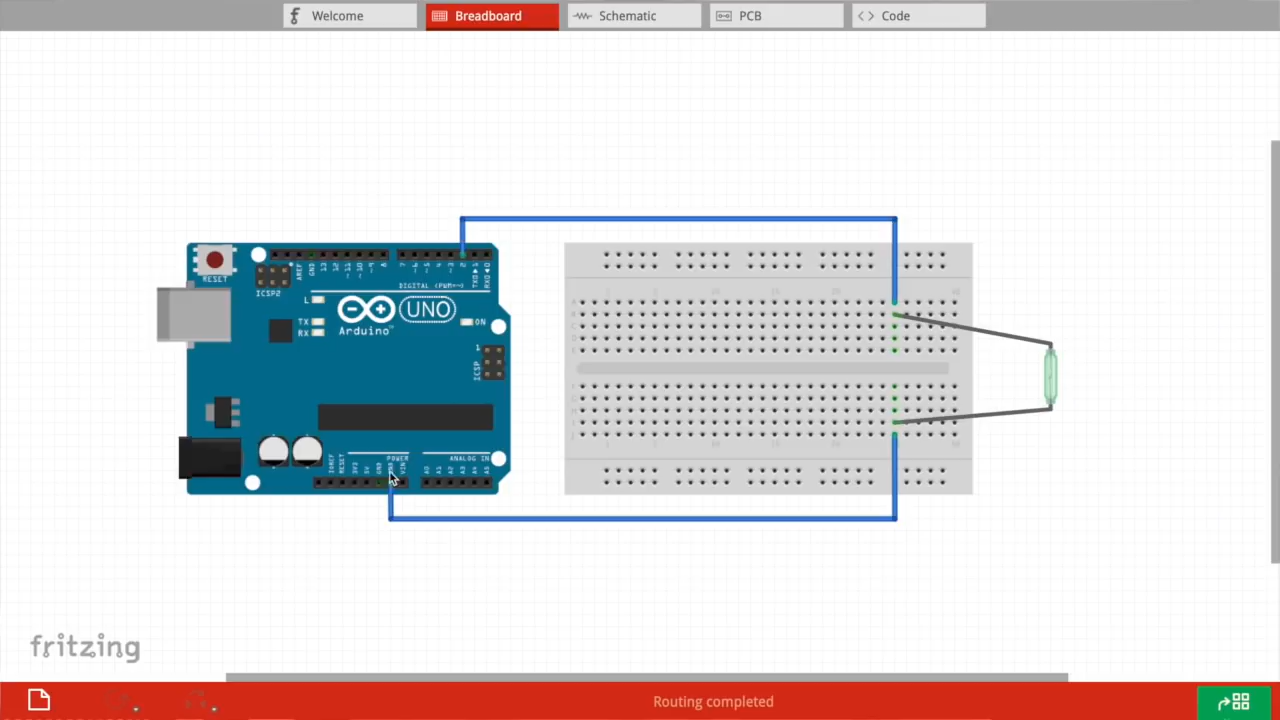 Welcome
Breadboard
Schematic
PCB
Code
RESET
ICSP2
AREF
GND
13
12
~11
~10
~9
8
7
~6
~5
4
~3
2
TX▸1
RX◂0
DIGITAL (PWM=~)
L
TX
RX
Arduino™
UNO
ON
1
ICSP
POWER
ANALOG IN
IOREF
RESET
3V3
5V
GND
VIN
A0
A1
A2
A3
A4
A5
fritzing
Routing completed